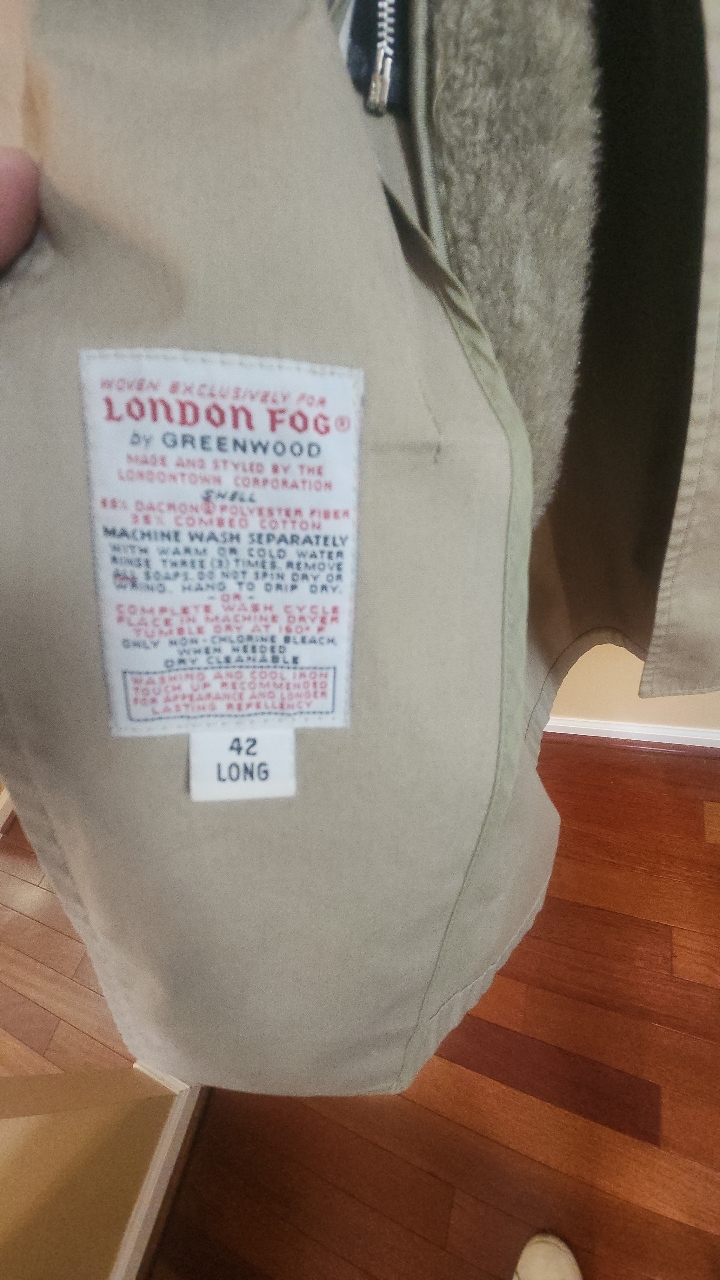 WOVEN EXCLUSIVELY FOR
LONDON FOG®
by GREENWOOD
MADE AND STYLED BY THE
LONDONTOWN CORPORATION
SHELL
65% DACRON® POLYESTER FIBER
35% COMBED COTTON
MACHINE WASH SEPARATELY
WITH WARM OR COLD WATER
RINSE THREE (3) TIMES. REMOVE
ALL SOAPS. DO NOT SPIN DRY OR
WRING. HANG TO DRIP DRY.
-OR-
COMPLETE WASH CYCLE
PLACE IN MACHINE DRYER
TUMBLE DRY AT 160° F
ONLY NON-CHLORINE BLEACH,
WHEN NEEDED
DRY CLEANABLE
WASHING AND COOL IRON
TOUCH UP RECOMMENDED
FOR APPEARANCE AND LONGER
LASTING REPELLENCY
42
LONG